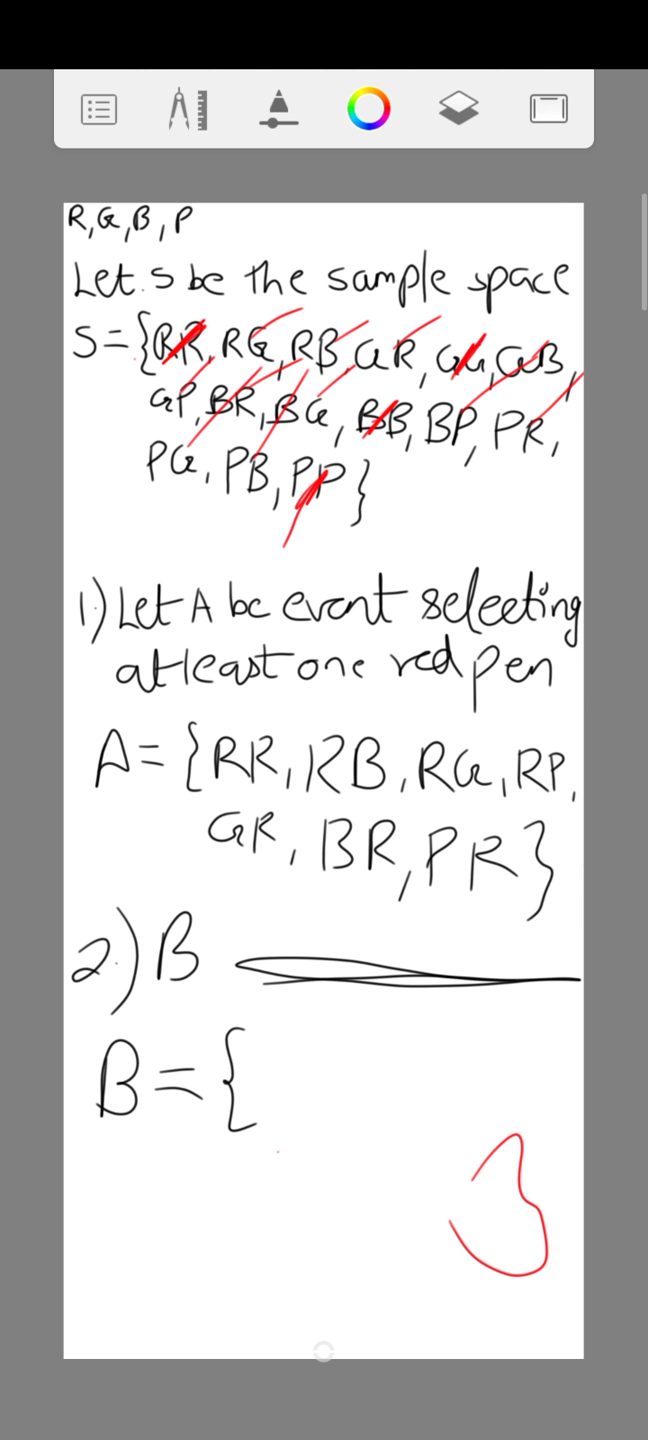 R, G, B, P
Let S be the sample space
S = {RR, RG, RB, GR, GG, GB,
GP, BR, BG, BB, BP, PR,
PG, PB, PP}
1) Let A be event selecting
atleast one red pen
A = {RR, RB, RG, RP,
GR, BR, PR}
2.) B
B = {
3